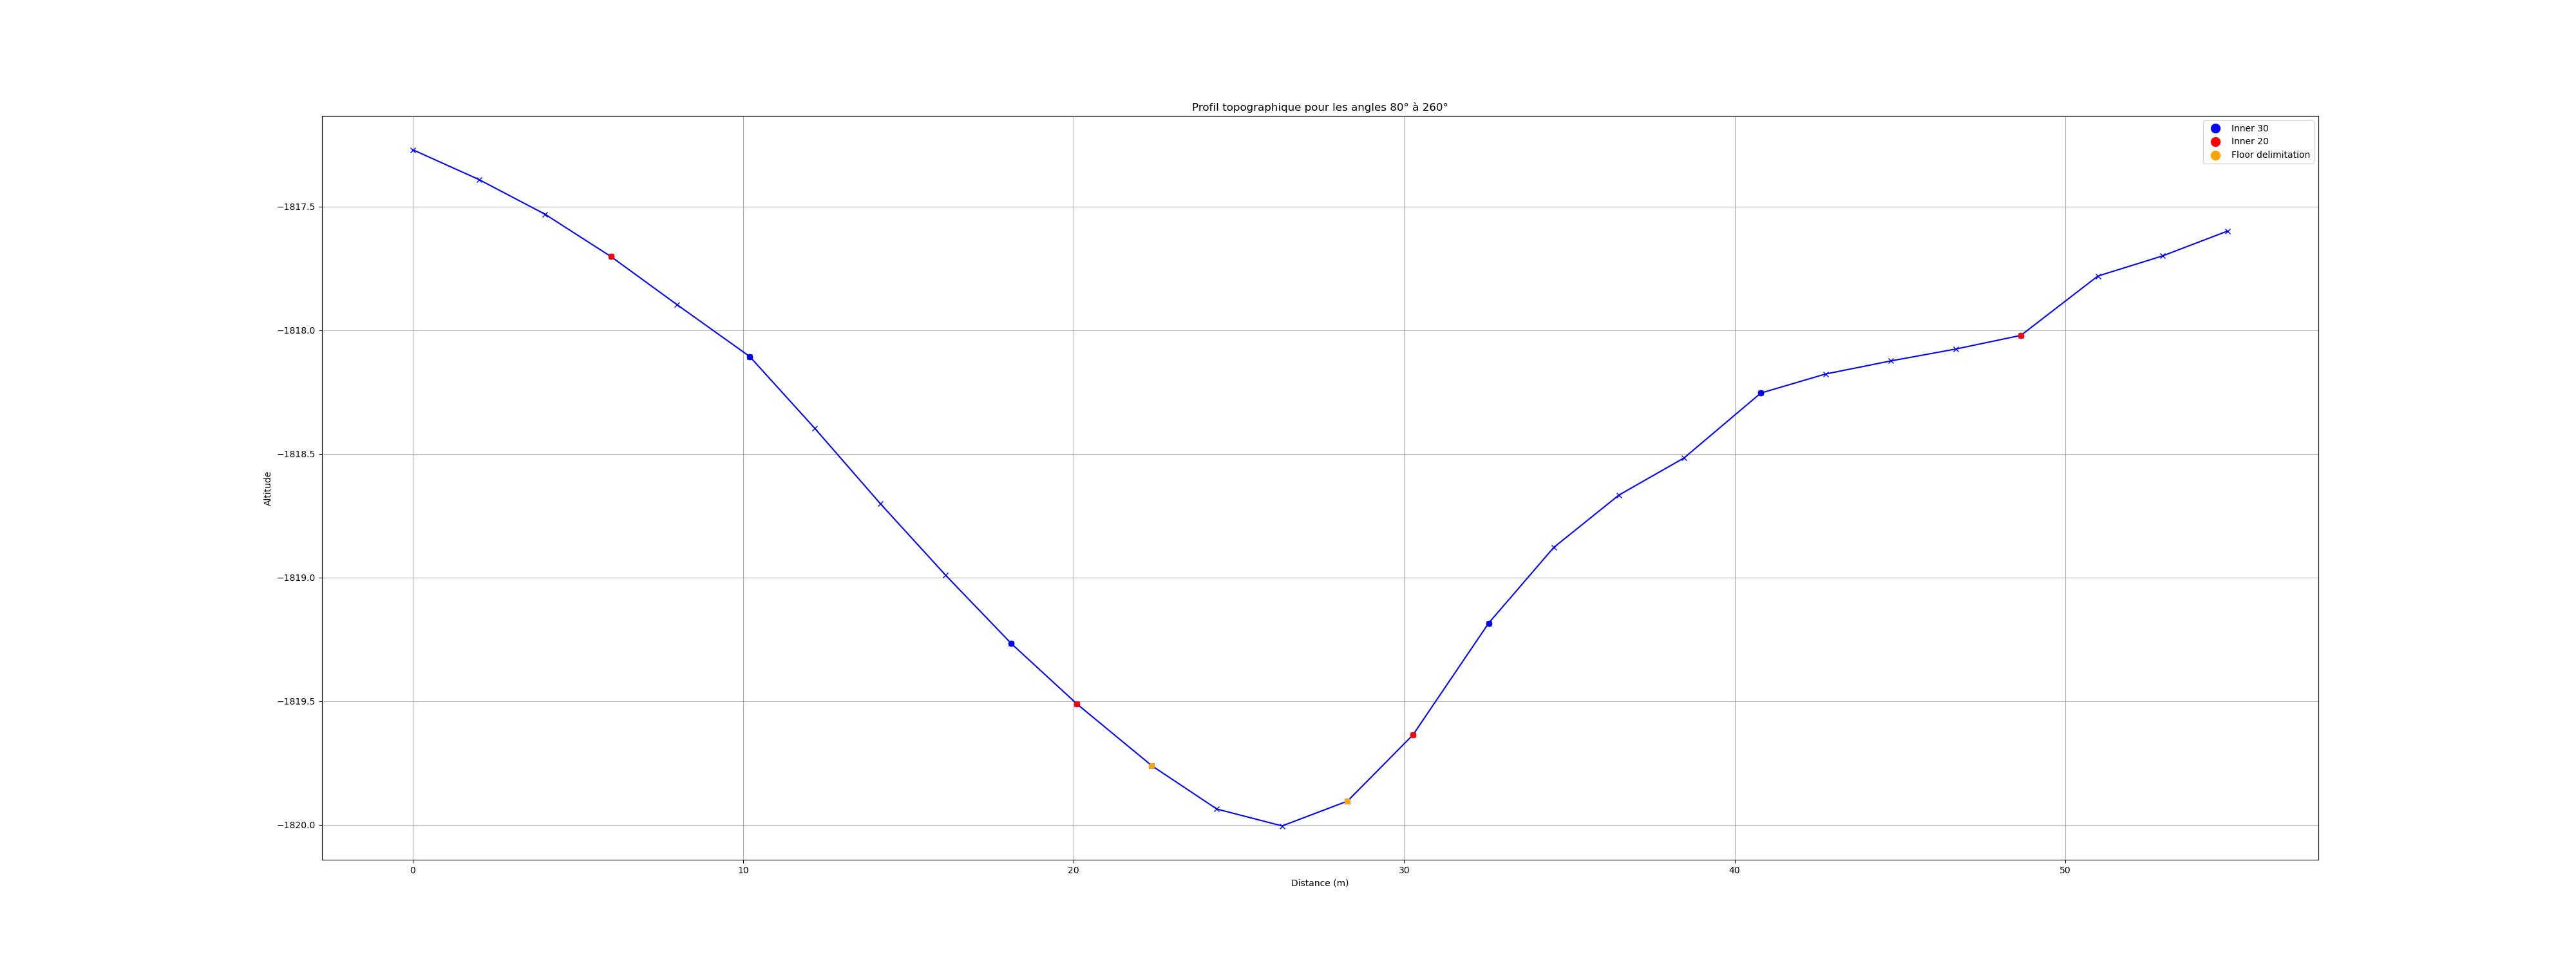 Profil topographique pour les angles 80° à 260°
Inner 30
Inner 20
Floor delimitation
−1817.5
−1818.0
−1818.5
−1819.0
−1819.5
−1820.0
Altitude
0 10 20 30 40 50
Distance (m)